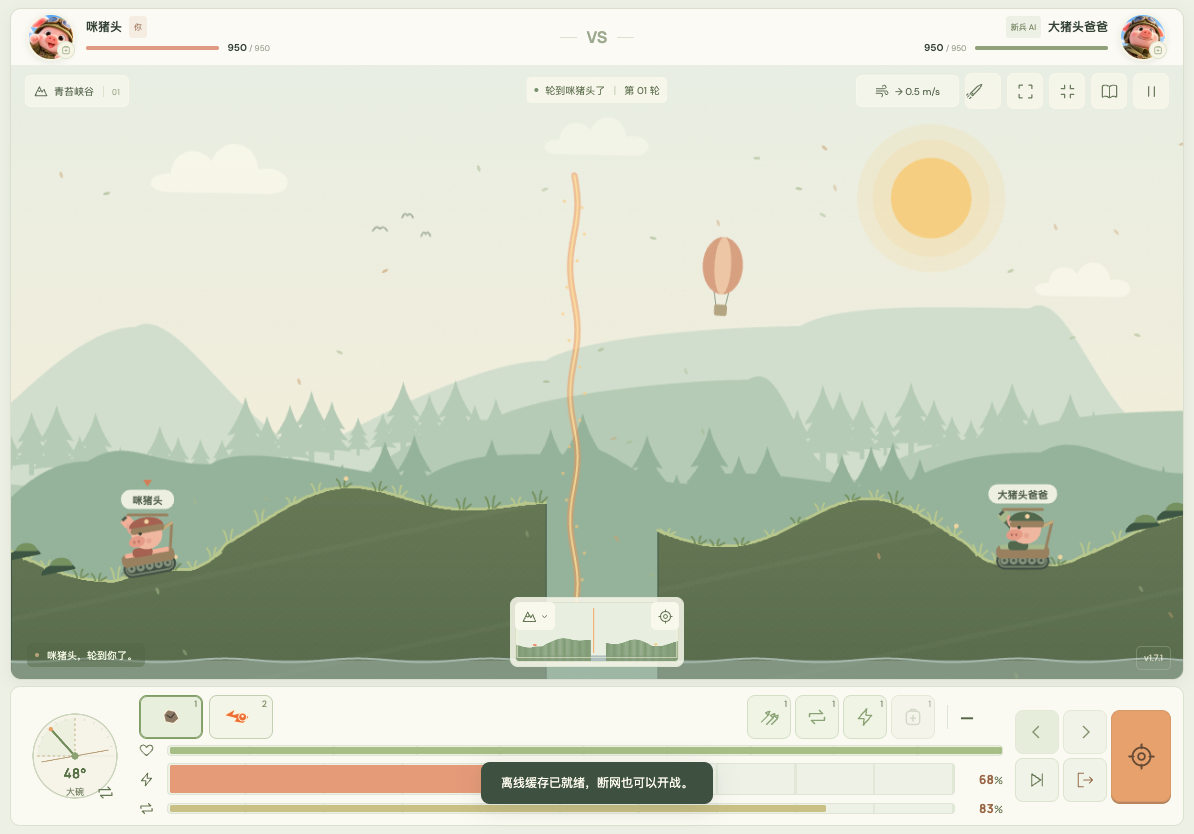 咪猪头 你
950 / 950
VS
新兵 AI 大猪头爸爸
950 / 950
青苔峡谷 01
轮到咪猪头了 第 01 轮
→ 0.5 m/s
咪猪头
大猪头爸爸
咪猪头，轮到你了。
v1.7.1
1
2
1
1
1
1
48°
大碗
68%
83%
离线缓存已就绪，断网也可以开战。